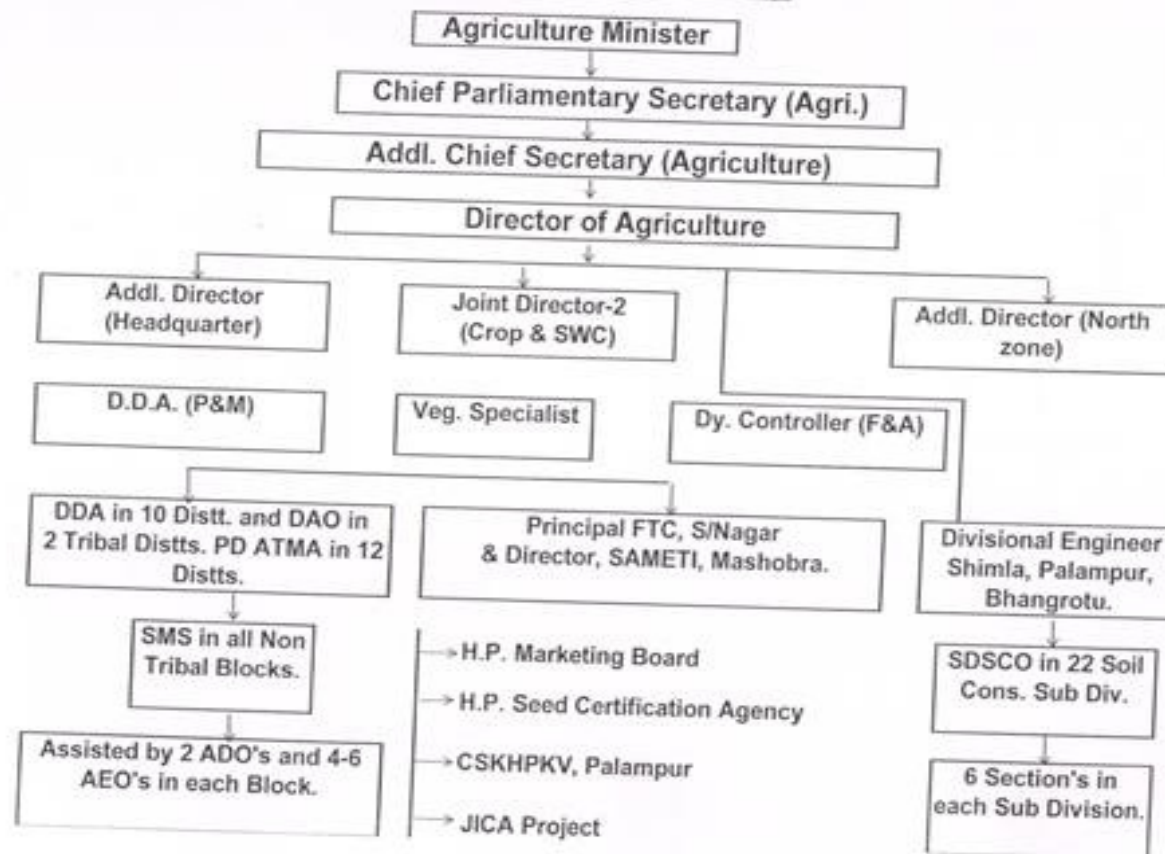 Agriculture Minister
Chief Parliamentary Secretary (Agri.)
Addl. Chief Secretary (Agriculture)
Director of Agriculture
Addl. Director
(Headquarter)
Joint Director-2
(Crop & SWC)
Addl. Director (North
zone)
D.D.A. (P&M)
Veg. Specialist
Dy. Controller (F&A)
DDA in 10 Distt. and DAO in
2 Tribal Distts. PD ATMA in 12
Distts.
Principal FTC, S/Nagar
& Director, SAMETI, Mashobra.
Divisional Engineer
Shimla, Palampur,
Bhangrotu.
SMS in all Non
Tribal Blocks.
H.P. Marketing Board
H.P. Seed Certification Agency
CSKHPKV, Palampur
JICA Project
SDSCO in 22 Soil
Cons. Sub Div.
Assisted by 2 ADO's and 4-6
AEO's in each Block.
6 Section's in
each Sub Division.